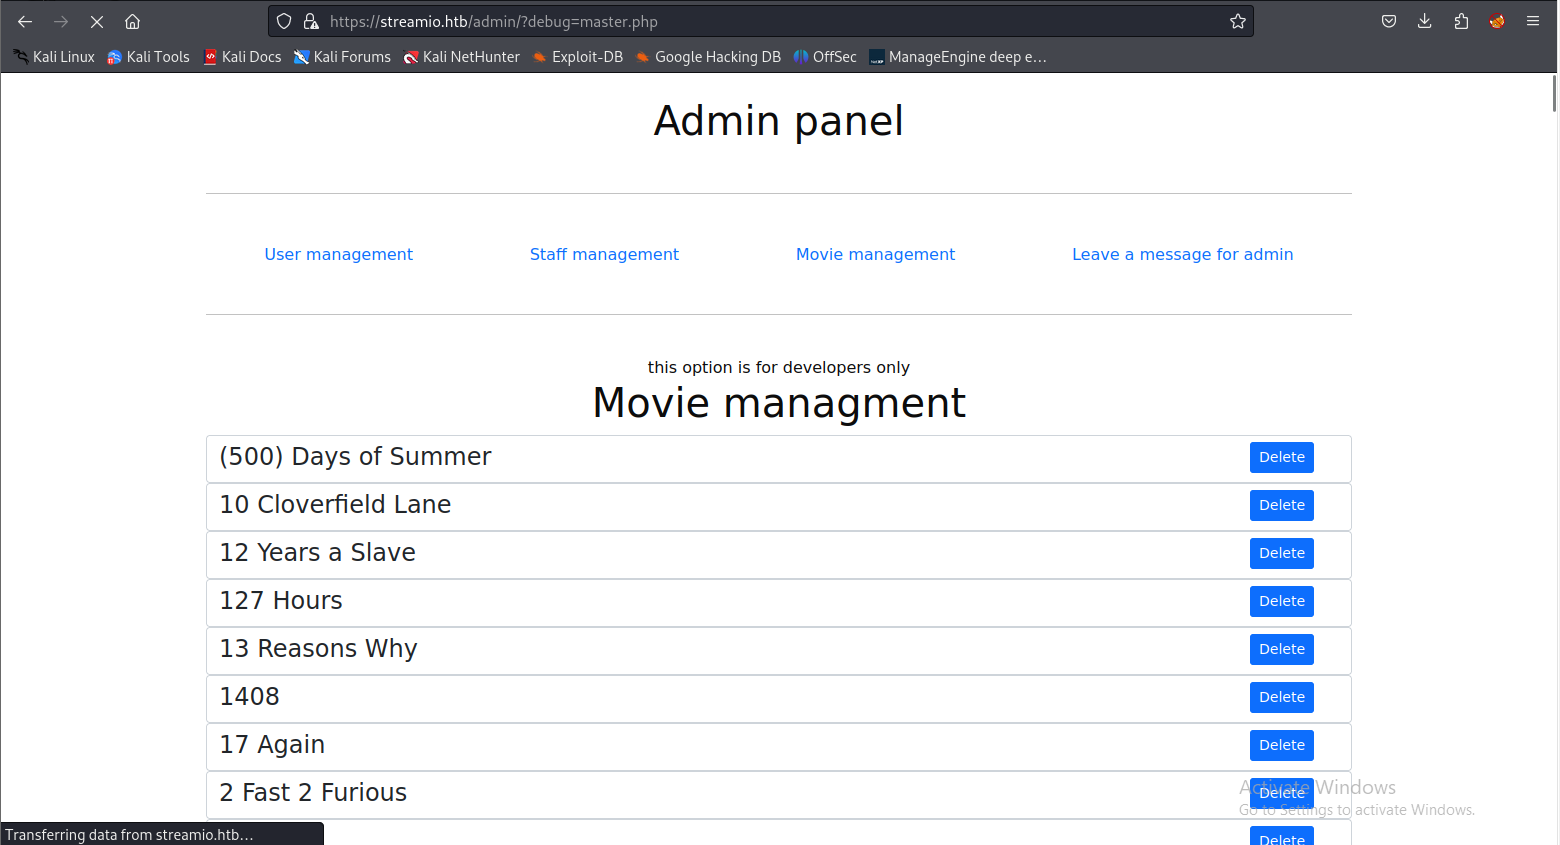 https://streamio.htb/admin/?debug=master.php
Kali Linux Kali Tools Kali Docs Kali Forums Kali NetHunter Exploit-DB Google Hacking DB OffSec ManageEngine deep e…
Admin panel
User management Staff management Movie management Leave a message for admin
this option is for developers only
Movie managment
(500) Days of Summer Delete
10 Cloverfield Lane Delete
12 Years a Slave Delete
127 Hours Delete
13 Reasons Why Delete
1408 Delete
17 Again Delete
2 Fast 2 Furious Delete
Activate Windows
Go to Settings to activate Windows.
Delete
Transferring data from streamio.htb…